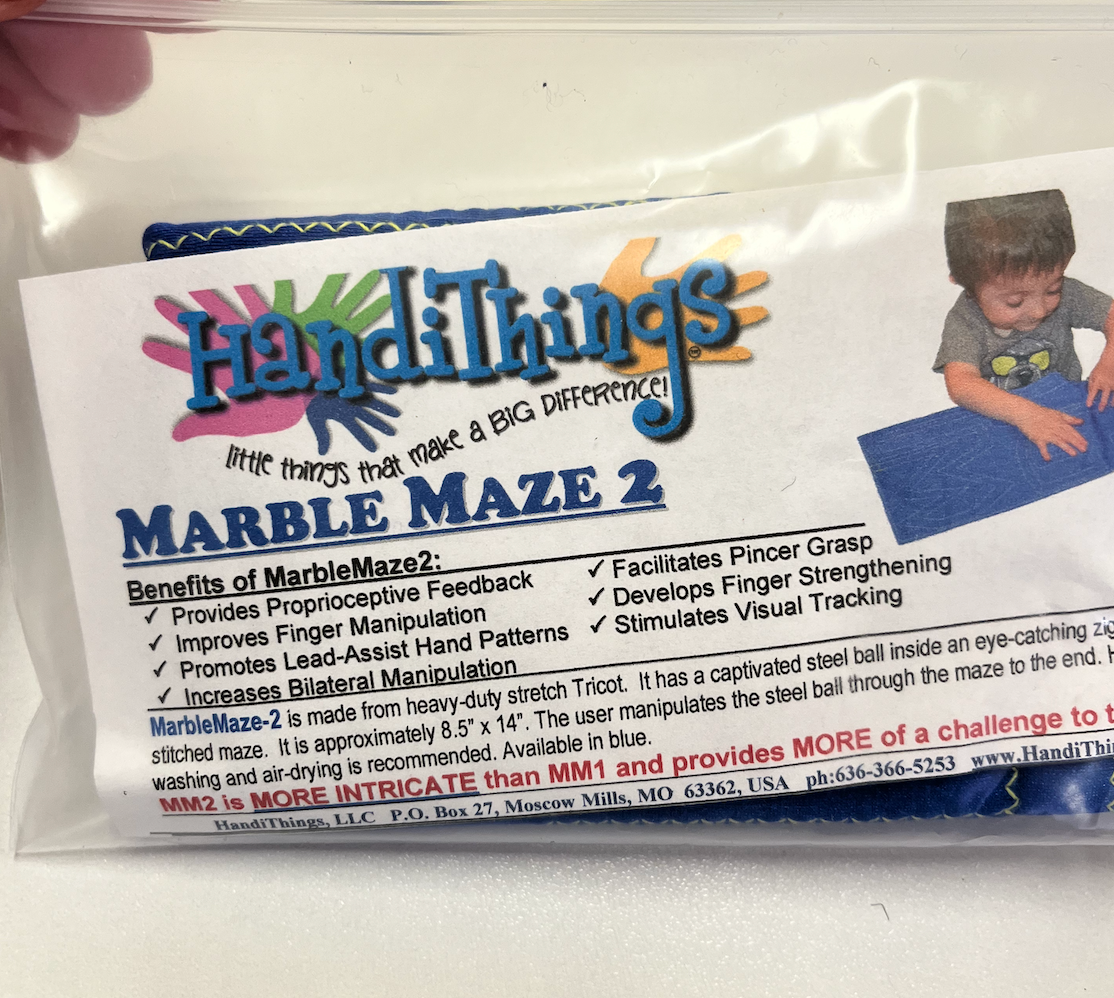 HandiThings
little things that make a BIG DIFFERENCE!
MARBLE MAZE 2
Benefits of MarbleMaze2:
✓ Provides Proprioceptive Feedback
✓ Improves Finger Manipulation
✓ Promotes Lead-Assist Hand Patterns
✓ Increases Bilateral Manipulation
✓ Facilitates Pincer Grasp
✓ Develops Finger Strengthening
✓ Stimulates Visual Tracking
MarbleMaze-2 is made from heavy-duty stretch Tricot. It has a captivated steel ball inside an eye-catching zig
stitched maze. It is approximately 8.5" x 14". The user manipulates the steel ball through the maze to the end. H
washing and air-drying is recommended. Available in blue.
MM2 is MORE INTRICATE than MM1 and provides MORE of a challenge to t
HandiThings, LLC P.O. Box 27, Moscow Mills, MO 63362, USA ph:636-366-5253 www.HandiThi